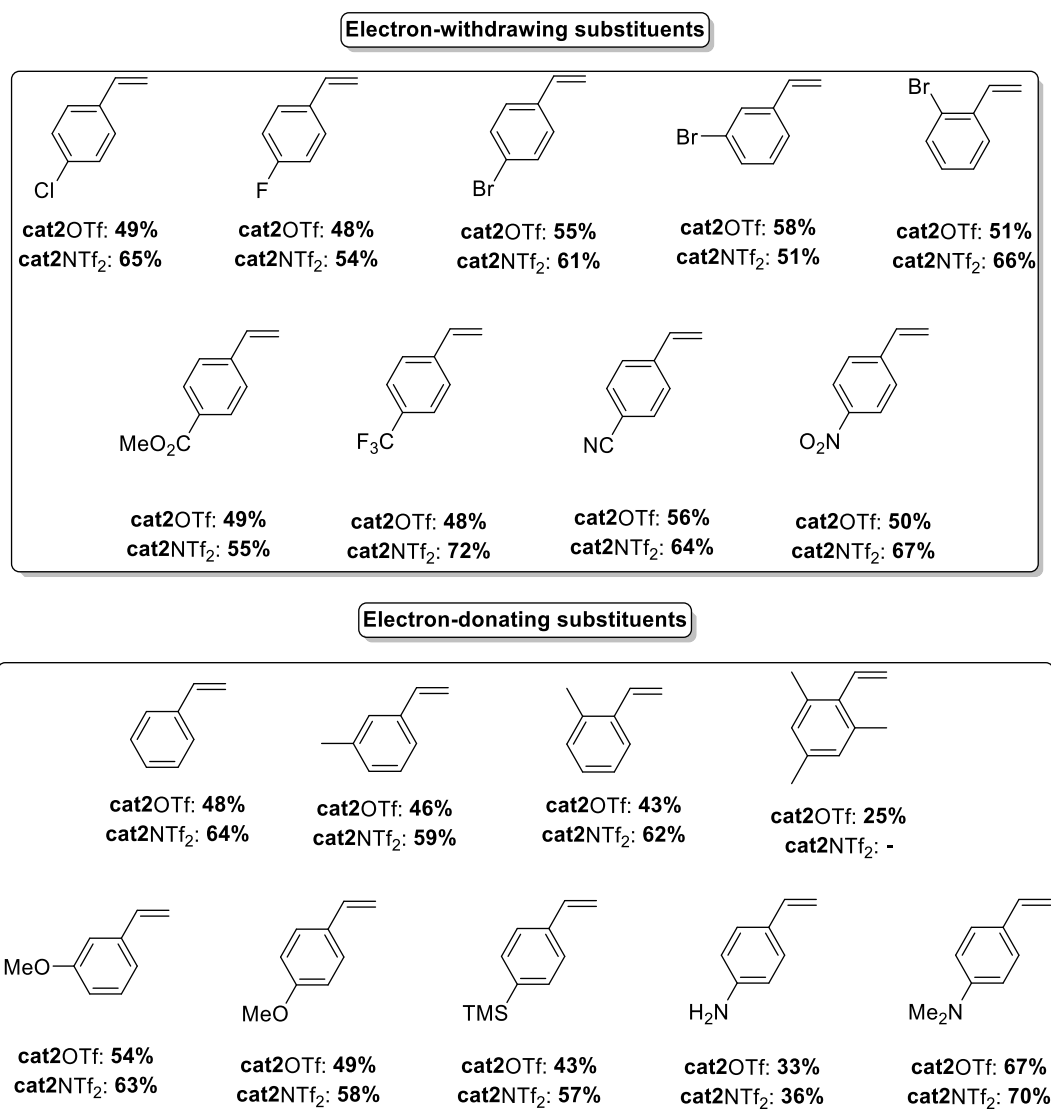 Electron-withdrawing substituents
Cl
F
Br
Br
Br
cat2OTf: 49%
cat2NTf2: 65%
cat2OTf: 48%
cat2NTf2: 54%
cat2OTf: 55%
cat2NTf2: 61%
cat2OTf: 58%
cat2NTf2: 51%
cat2OTf: 51%
cat2NTf2: 66%
MeO2C
F3C
NC
O2N
cat2OTf: 49%
cat2NTf2: 55%
cat2OTf: 48%
cat2NTf2: 72%
cat2OTf: 56%
cat2NTf2: 64%
cat2OTf: 50%
cat2NTf2: 67%
Electron-donating substituents
cat2OTf: 48%
cat2NTf2: 64%
cat2OTf: 46%
cat2NTf2: 59%
cat2OTf: 43%
cat2NTf2: 62%
cat2OTf: 25%
cat2NTf2: -
MeO
MeO
TMS
H2N
Me2N
cat2OTf: 54%
cat2NTf2: 63%
cat2OTf: 49%
cat2NTf2: 58%
cat2OTf: 43%
cat2NTf2: 57%
cat2OTf: 33%
cat2NTf2: 36%
cat2OTf: 67%
cat2NTf2: 70%